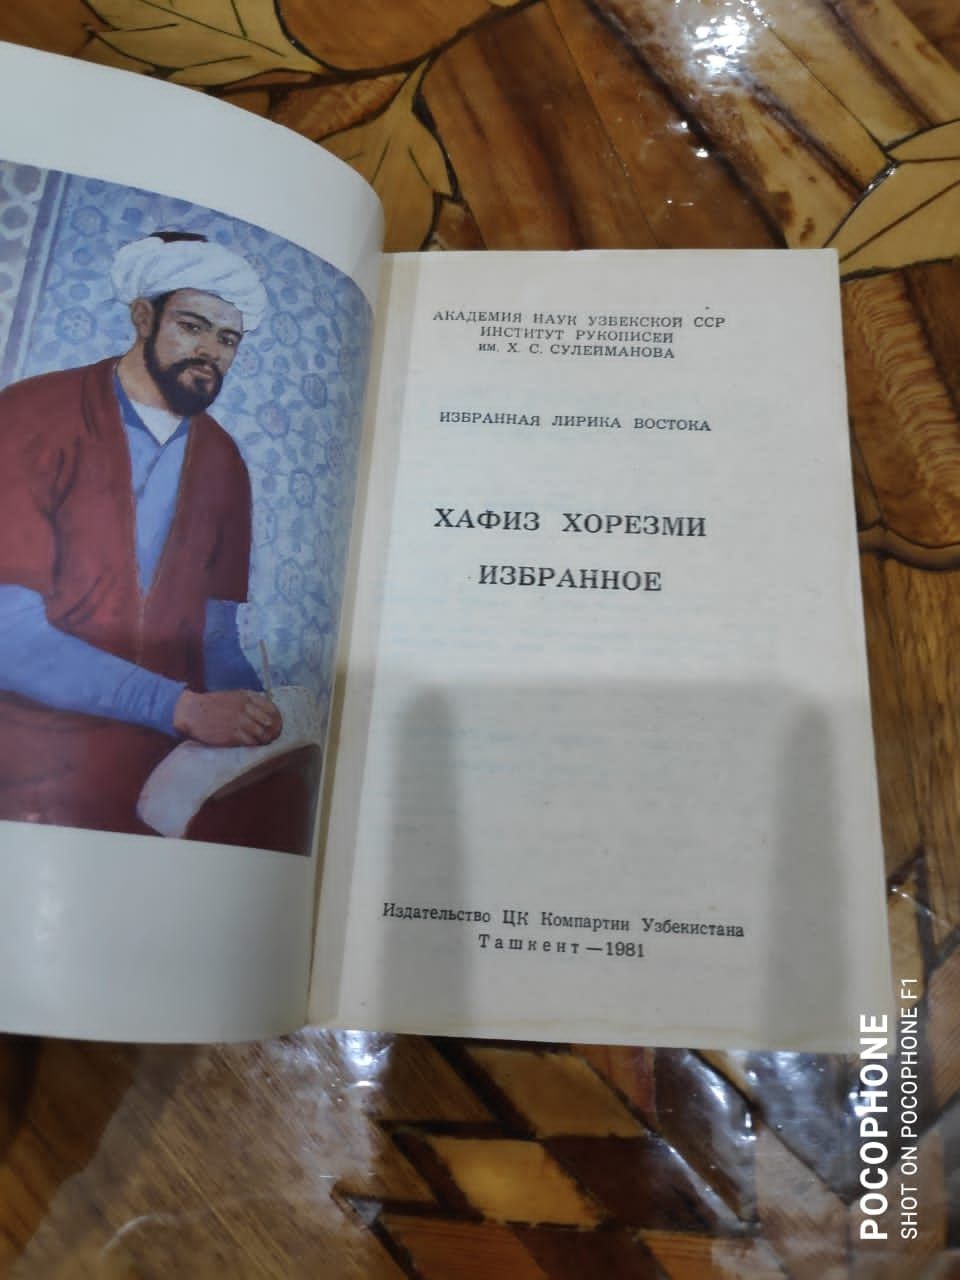 АКАДЕМИЯ НАУК УЗБЕКСКОЙ ССР
ИНСТИТУТ РУКОПИСЕЙ
им. Х. С. СУЛЕЙМАНОВА
ИЗБРАННАЯ ЛИРИКА ВОСТОКА
ХАФИЗ ХОРЕЗМИ
ИЗБРАННОЕ
Издательство ЦК Компартии Узбекистана
Ташкент—1981
POCOPHONE
SHOT ON POCOPHONE F1